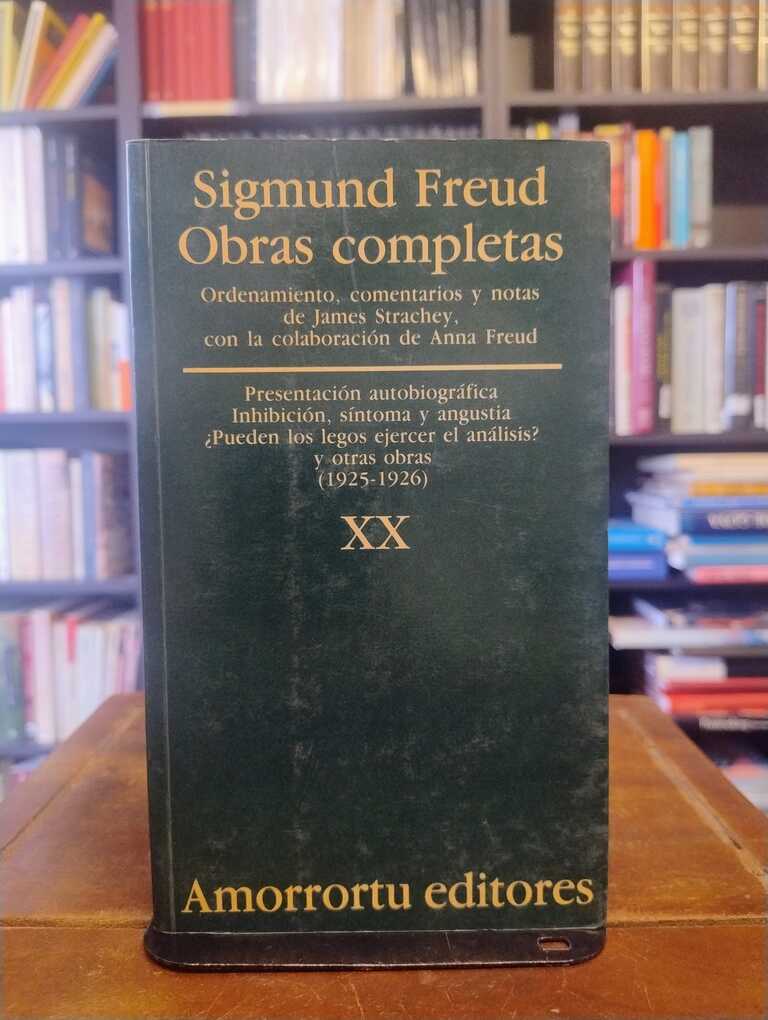 Sigmund Freud
Obras completas
Ordenamiento, comentarios y notas
de James Strachey,
con la colaboración de Anna Freud
Presentación autobiográfica
Inhibición, síntoma y angustia
¿Pueden los legos ejercer el análisis?
y otras obras
(1925-1926)
XX
Amorrortu editores